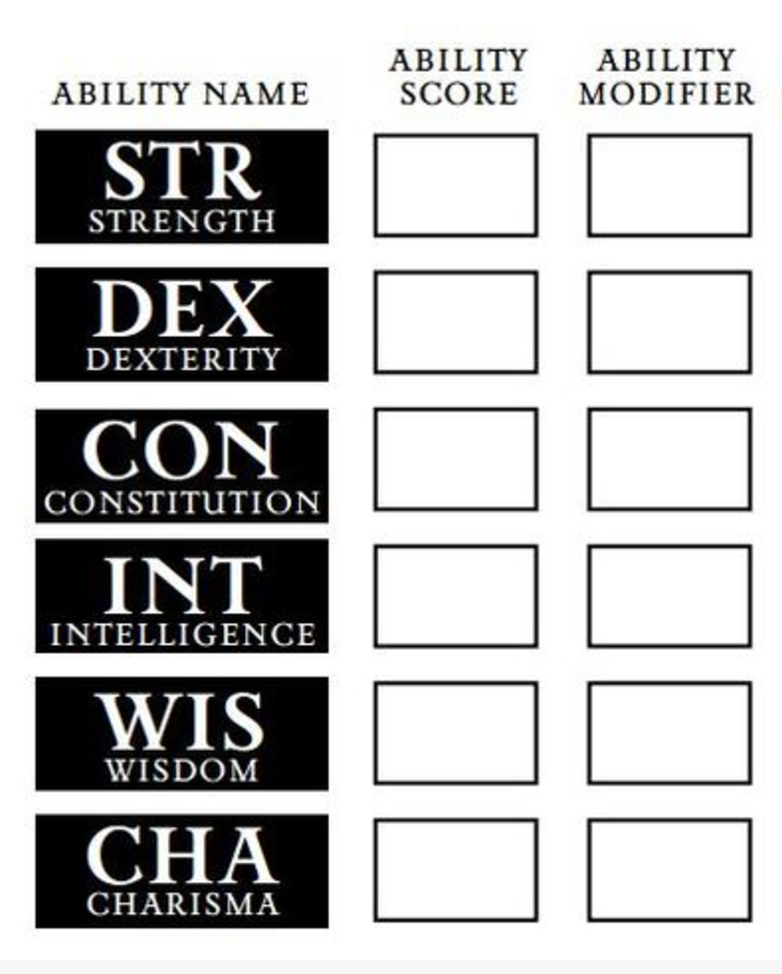 ABILITY NAME
ABILITY SCORE
ABILITY MODIFIER
STR
STRENGTH
DEX
DEXTERITY
CON
CONSTITUTION
INT
INTELLIGENCE
WIS
WISDOM
CHA
CHARISMA